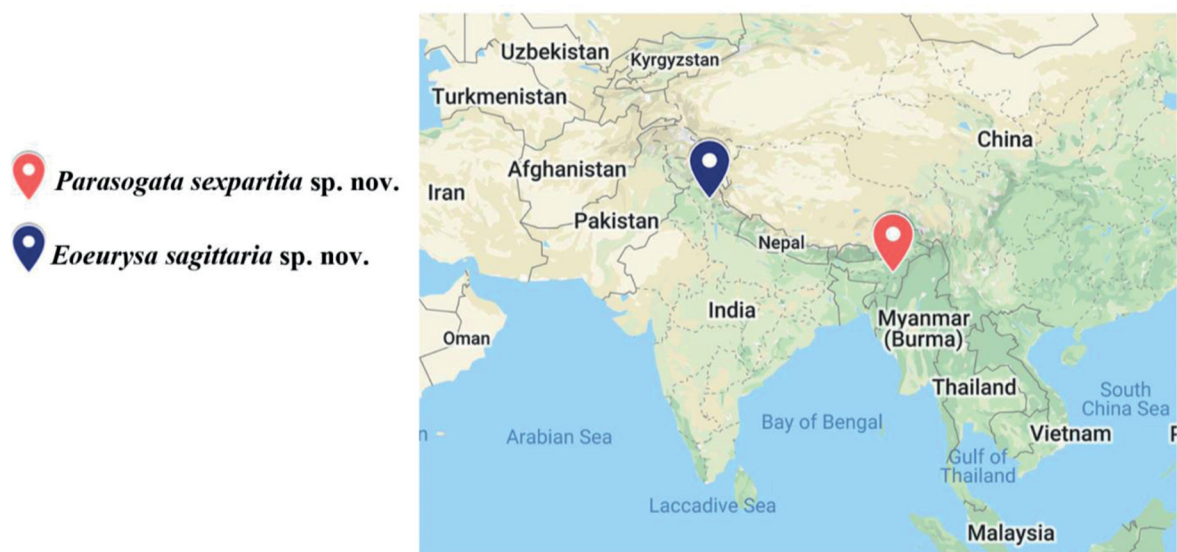 Parasogata sexpartita sp. nov.
Eoeurysa sagittaria sp. nov.
Uzbekistan
Kyrgyzstan
Turkmenistan
China
Afghanistan
Iran
Pakistan
Nepal
India
Oman
Myanmar
(Burma)
Thailand
South
China Sea
Bay of Bengal
Arabian Sea
Vietnam
Gulf of
Thailand
Laccadive Sea
Malaysia